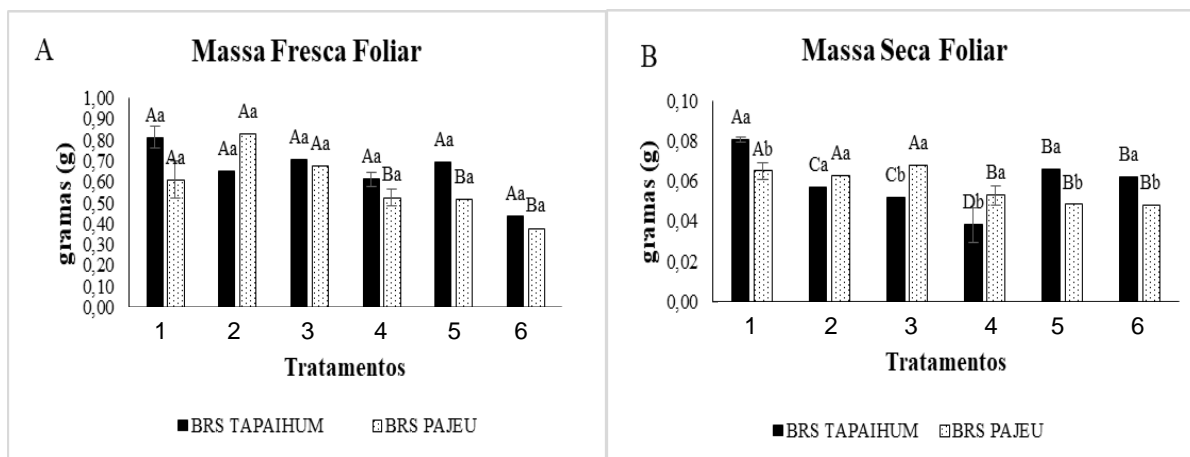 A
Massa Fresca Foliar
gramas (g)
1,00
0,90
0,80
0,70
0,60
0,50
0,40
0,30
0,20
0,10
0,00
Aa Aa Aa Aa Aa Aa Aa Ba Aa Ba Aa Ba
1 2 3 4 5 6
Tratamentos
BRS TAPAIHUM BRS PAJEU
B
Massa Seca Foliar
gramas (g)
0,10
0,08
0,06
0,04
0,02
0,00
Aa Ab Ca Aa Cb Aa Db Ba Ba Bb Ba Bb
1 2 3 4 5 6
Tratamentos
BRS TAPAIHUM BRS PAJEU